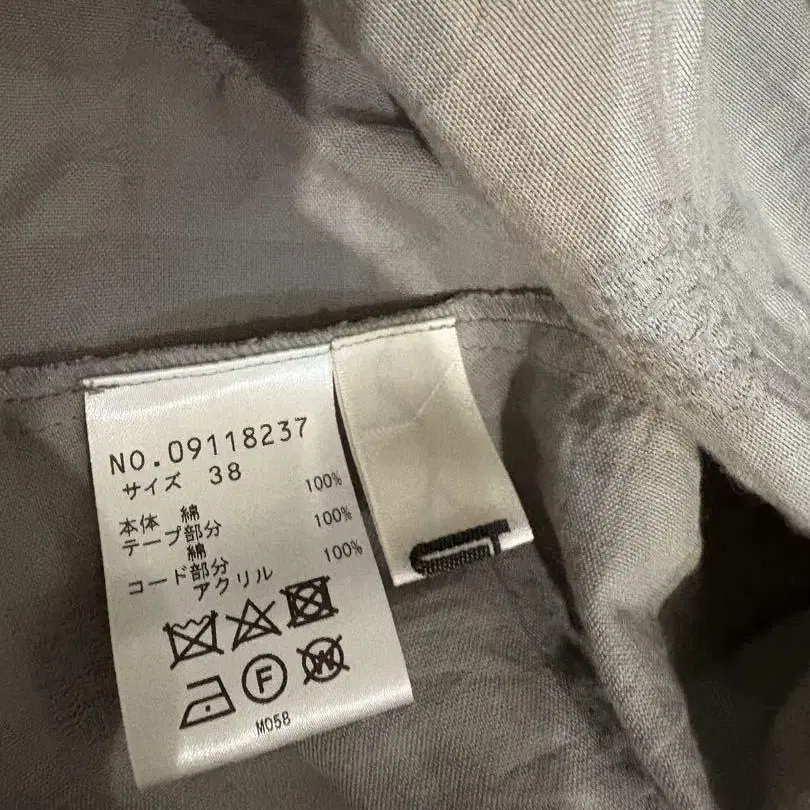 NO.09118237
サイズ 38
本体 綿 100%
テープ部分
綿 100%
コード部分
アクリル 100%
F
W
M058